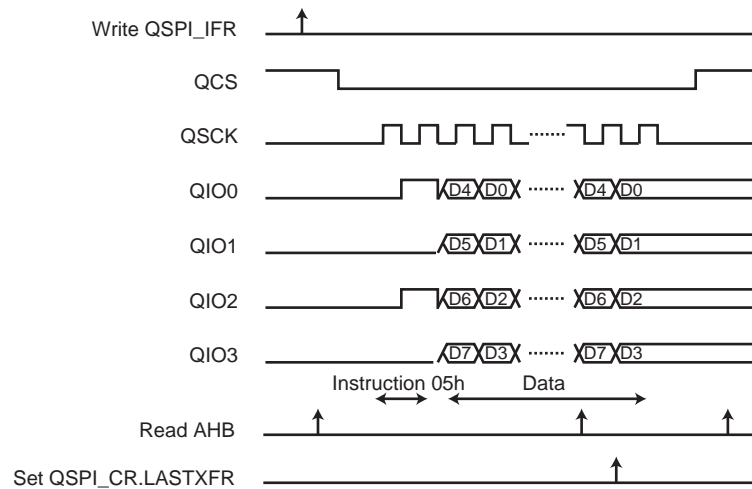 Write QSPI_IFR
QCS
QSCK
QIO0 D4 D0 D4 D0
QIO1 D5 D1 D5 D1
QIO2 D6 D2 D6 D2
QIO3 D7 D3 D7 D3
Instruction 05h Data
Read AHB
Set QSPI_CR.LASTXFR